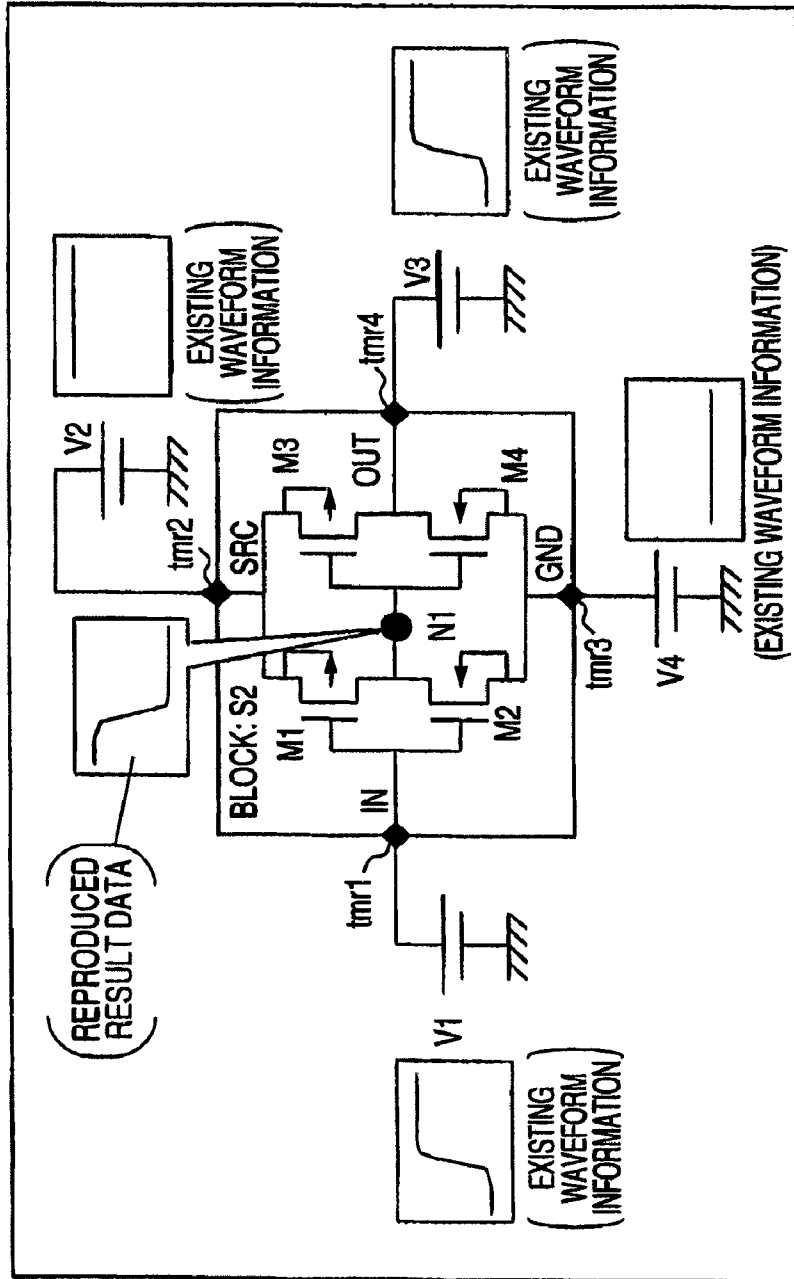 (REPRODUCED
RESULT DATA)
(EXISTING
WAVEFORM
INFORMATION)
V2
tmr2
BLOCK: S2
SRC
M1
M3
(EXISTING
WAVEFORM
INFORMATION)
V1
tmr1
IN
N1
OUT
tmr4
V3
(EXISTING
WAVEFORM
INFORMATION)
M2
M4
GND
tmr3
V4
(EXISTING WAVEFORM INFORMATION)